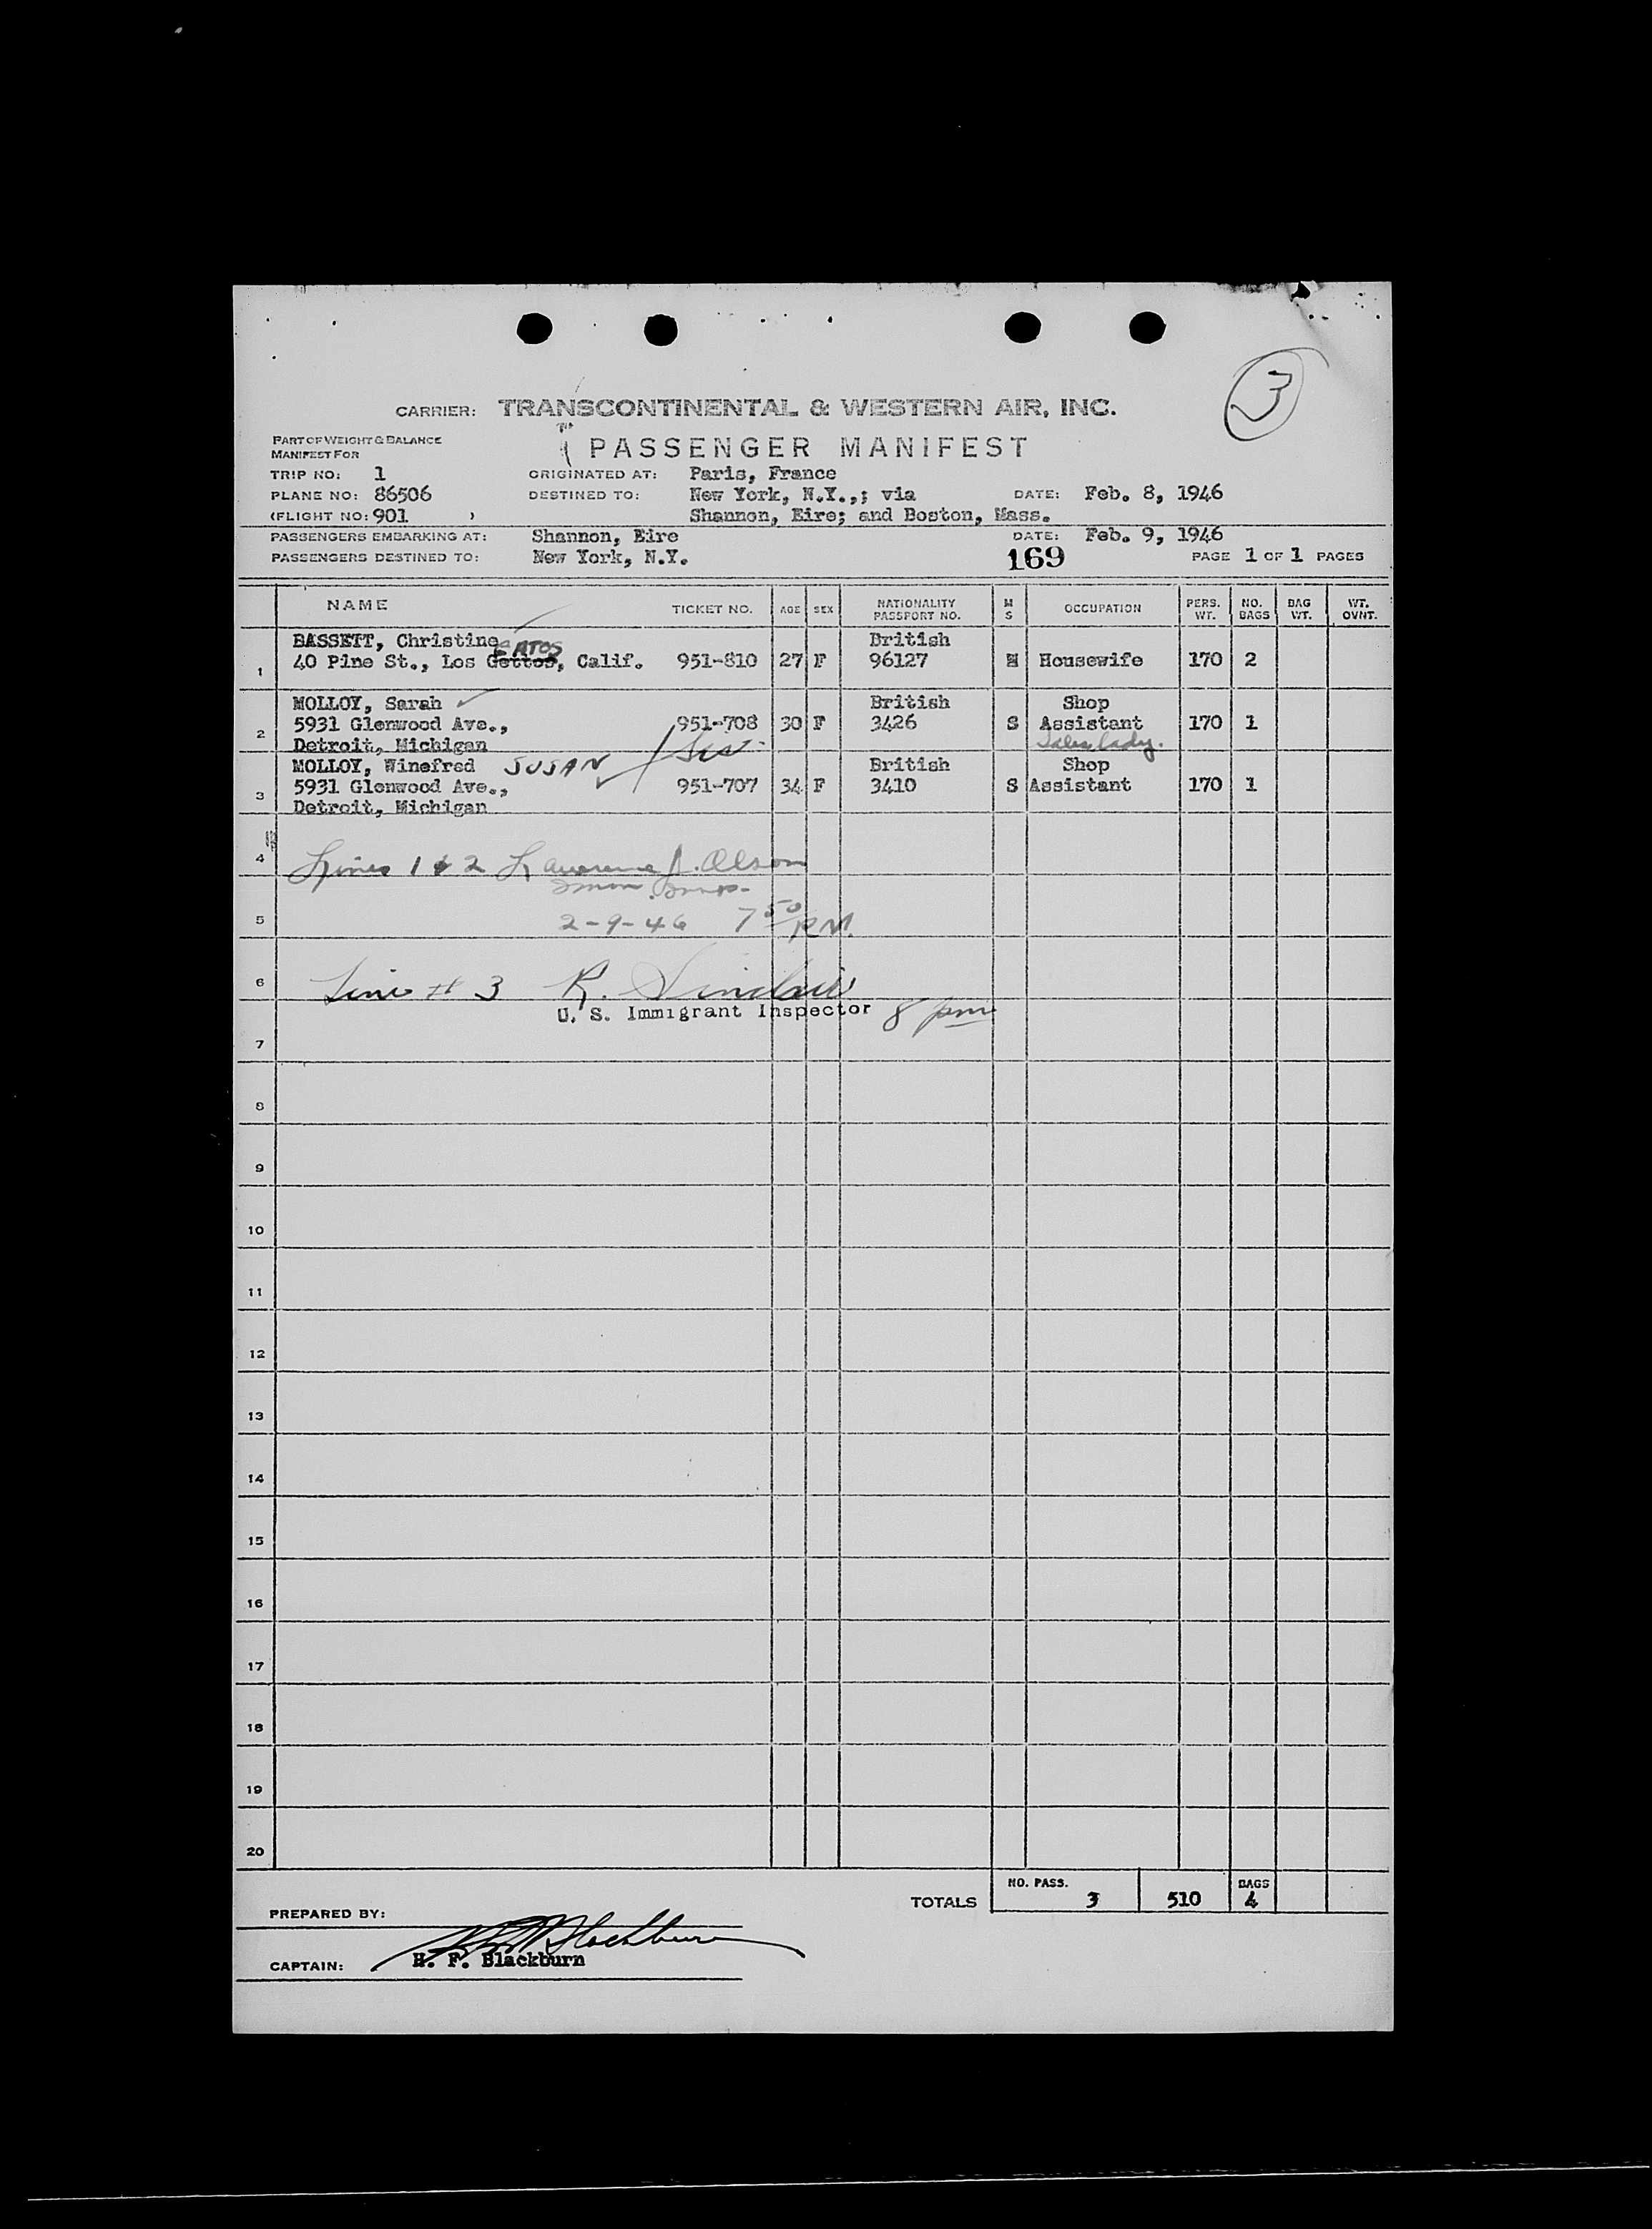 3
CARRIER: TRANSCONTINENTAL & WESTERN AIR, INC.
PART OF WEIGHT & BALANCE
MANIFEST FOR
PASSENGER MANIFEST
TRIP NO: 1 ORIGINATED AT: Paris, France
PLANE NO: 86506 DESTINED TO: New York, N.Y.,; via DATE: Feb. 8, 1946
(FLIGHT NO: 901 ) Shannon, Eire; and Boston, Mass.
PASSENGERS EMBARKING AT: Shannon, Eire DATE: Feb. 9, 1946
PASSENGERS DESTINED TO: New York, N.Y. 169 PAGE 1 OF 1 PAGES
NAME TICKET NO. AGE SEX NATIONALITY PASSPORT NO. M S OCCUPATION PERS. WT. NO. BAGS BAG WT. WT. OVNT.
BASSETT, Christine British
GATOS
1 40 Pine St., Los Gettos, Calif. 951-810 27 F 96127 M Housewife 170 2
MOLLOY, Sarah British Shop
2 5931 Glenwood Ave., 951-708 30 F 3426 S Assistant 170 1
Detroit, Michigan Saleslady.
MOLLOY, Winefred SUSAN British Shop
3 5931 Glenwood Ave., 951-707 34 F 3410 S Assistant 170 1
Detroit, Michigan
4 Lines 1 & 2 Lawrence J. Olson
5 2-9-46 7 50 P.M.
6 Line # 3 R. Sinclair
U. S. Immigrant Inspector 8 pm
7
8
9
10
11
12
13
14
15
16
17
18
19
20
TOTALS NO. PASS. 3 510 BAGS 4
PREPARED BY:
CAPTAIN: H. F. Blackburn